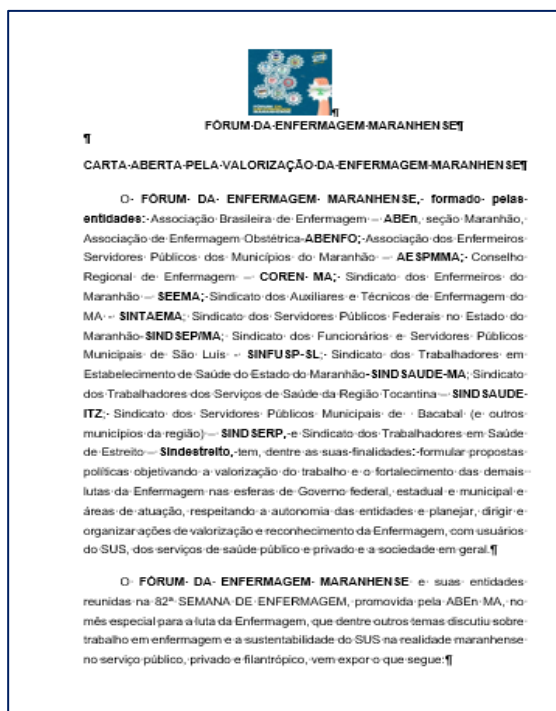 FÓRUM DA ENFERMAGEM MARANHENSE¶
¶
CARTA ABERTA PELA VALORIZAÇÃO DA ENFERMAGEM MARANHENSE¶
O FÓRUM DA ENFERMAGEM MARANHENSE, formado pelas
entidades: Associação Brasileira de Enfermagem – ABEn, seção Maranhão,
Associação de Enfermagem Obstétrica-ABENFO; Associação dos Enfermeiros
Servidores Públicos dos Municípios do Maranhão – AESPMMA; Conselho
Regional de Enfermagem – COREN MA; Sindicato dos Enfermeiros do
Maranhão – SEEMA; Sindicato dos Auxiliares e Técnicos de Enfermagem do
MA - SINTAEMA; Sindicato dos Servidores Públicos Federais no Estado do
Maranhão-SINDSEP/MA; Sindicato dos Funcionários e Servidores Públicos
Municipais de São Luís - SINFUSP-SL; Sindicato dos Trabalhadores em
Estabelecimento de Saúde do Estado do Maranhão-SINDSAUDE-MA; Sindicato
dos Trabalhadores dos Serviços de Saúde da Região Tocantina – SINDSAUDE-
ITZ; Sindicato dos Servidores Públicos Municipais de Bacabal (e outros
municípios da região) – SINDSERP, e Sindicato dos Trabalhadores em Saúde
de Estreito – Sindestreito, tem, dentre as suas finalidades: formular propostas
políticas objetivando a valorização do trabalho e o fortalecimento das demais
lutas da Enfermagem nas esferas de Governo federal, estadual e municipal e
áreas de atuação, respeitando a autonomia das entidades e planejar, dirigir e
organizar ações de valorização e reconhecimento da Enfermagem, com usuários
do SUS, dos serviços de saúde público e privado e a sociedade em geral.¶
O FÓRUM DA ENFERMAGEM MARANHENSE e suas entidades
reunidas na 82ª SEMANA DE ENFERMAGEM, promovida pela ABEn MA, no
mês especial para a luta da Enfermagem, que dentre outros temas discutiu sobre
trabalho em enfermagem e a sustentabilidade do SUS na realidade maranhense
no serviço público, privado e filantrópico, vem expor o que segue:¶